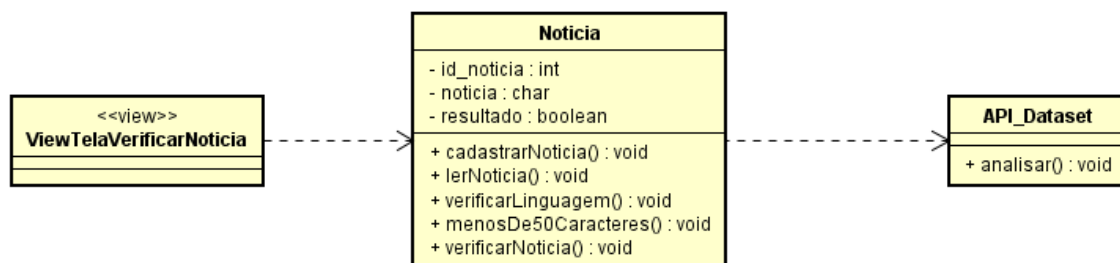 <<view>>
ViewTelaVerificarNoticia
Noticia
- id_noticia : int
- noticia : char
- resultado : boolean
+ cadastrarNoticia() : void
+ lerNoticia() : void
+ verificarLinguagem() : void
+ menosDe50Caracteres() : void
+ verificarNoticia() : void
API_Dataset
+ analisar() : void